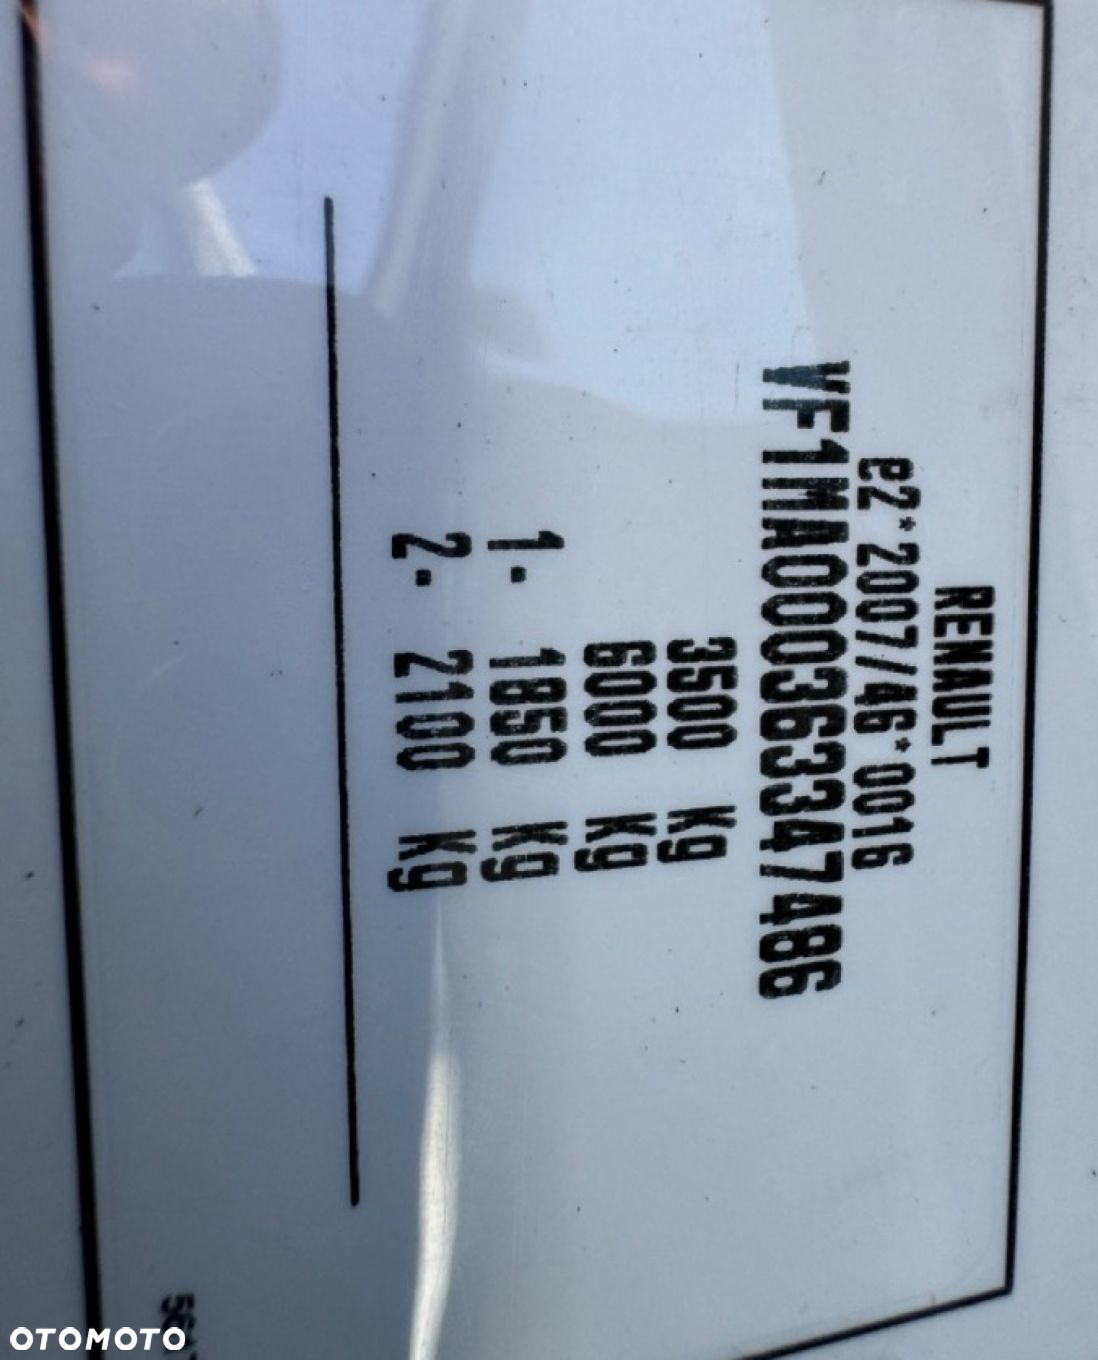 RENAULT
e2*2007/46*0016
VF1MA000363347486
3500 Kg
6000 Kg
1- 1850 Kg
2- 2100 Kg
OTOMOTO